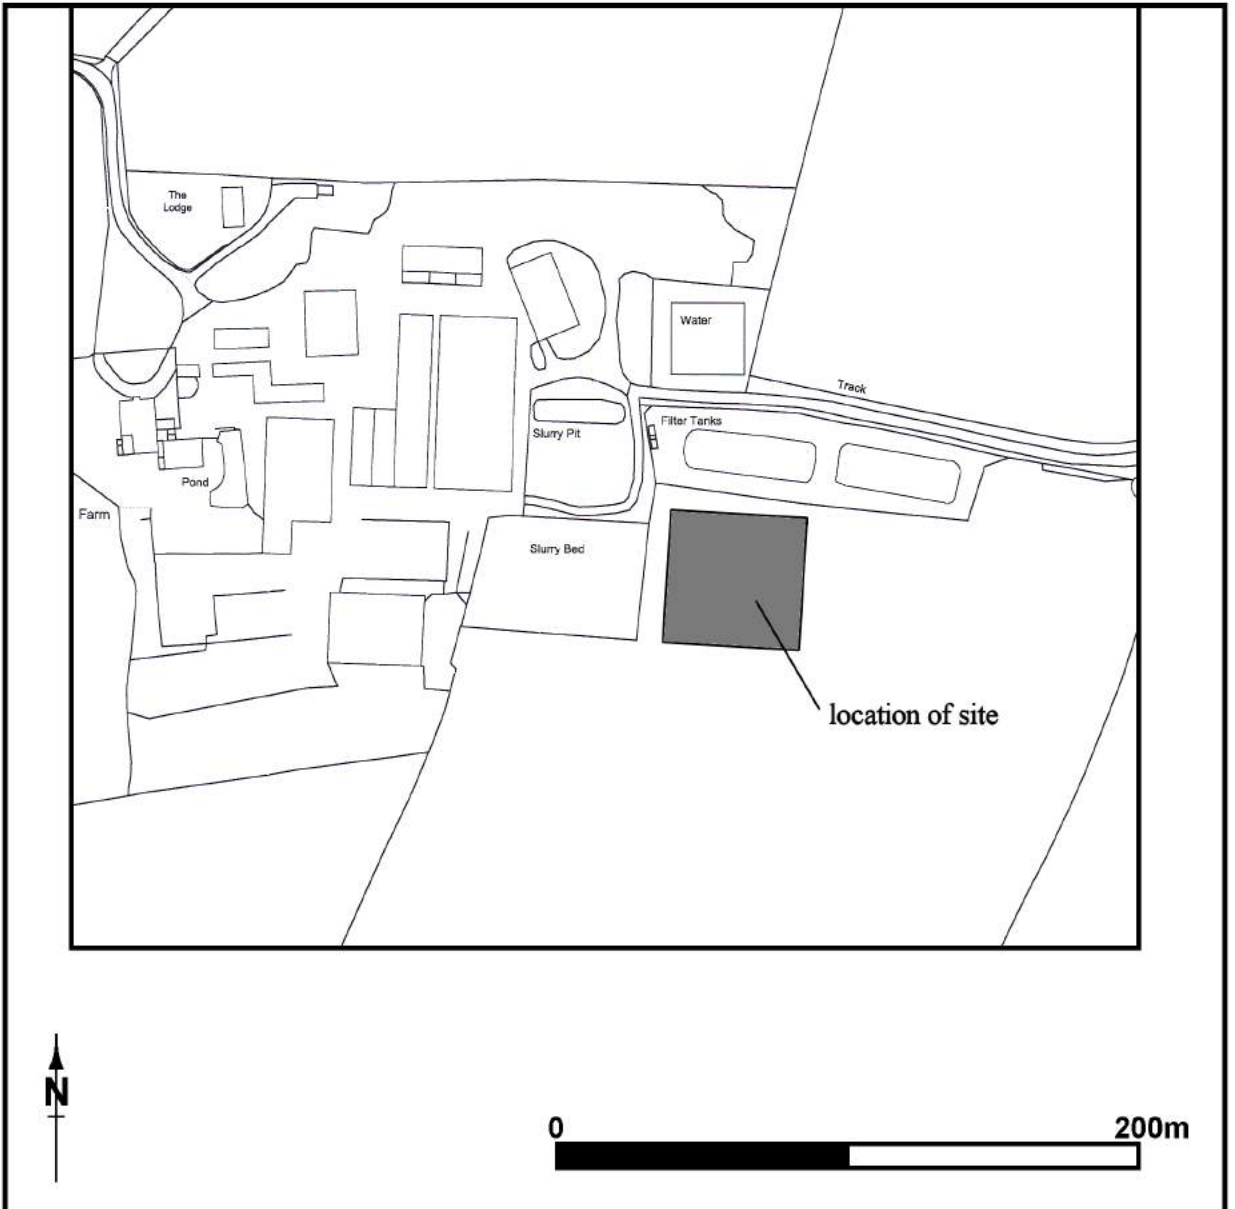 The
Lodge
Water
Track
Filter Tanks
Slurry Pit
Pond
Farm
Slurry Bed
location of site
N
0
200m